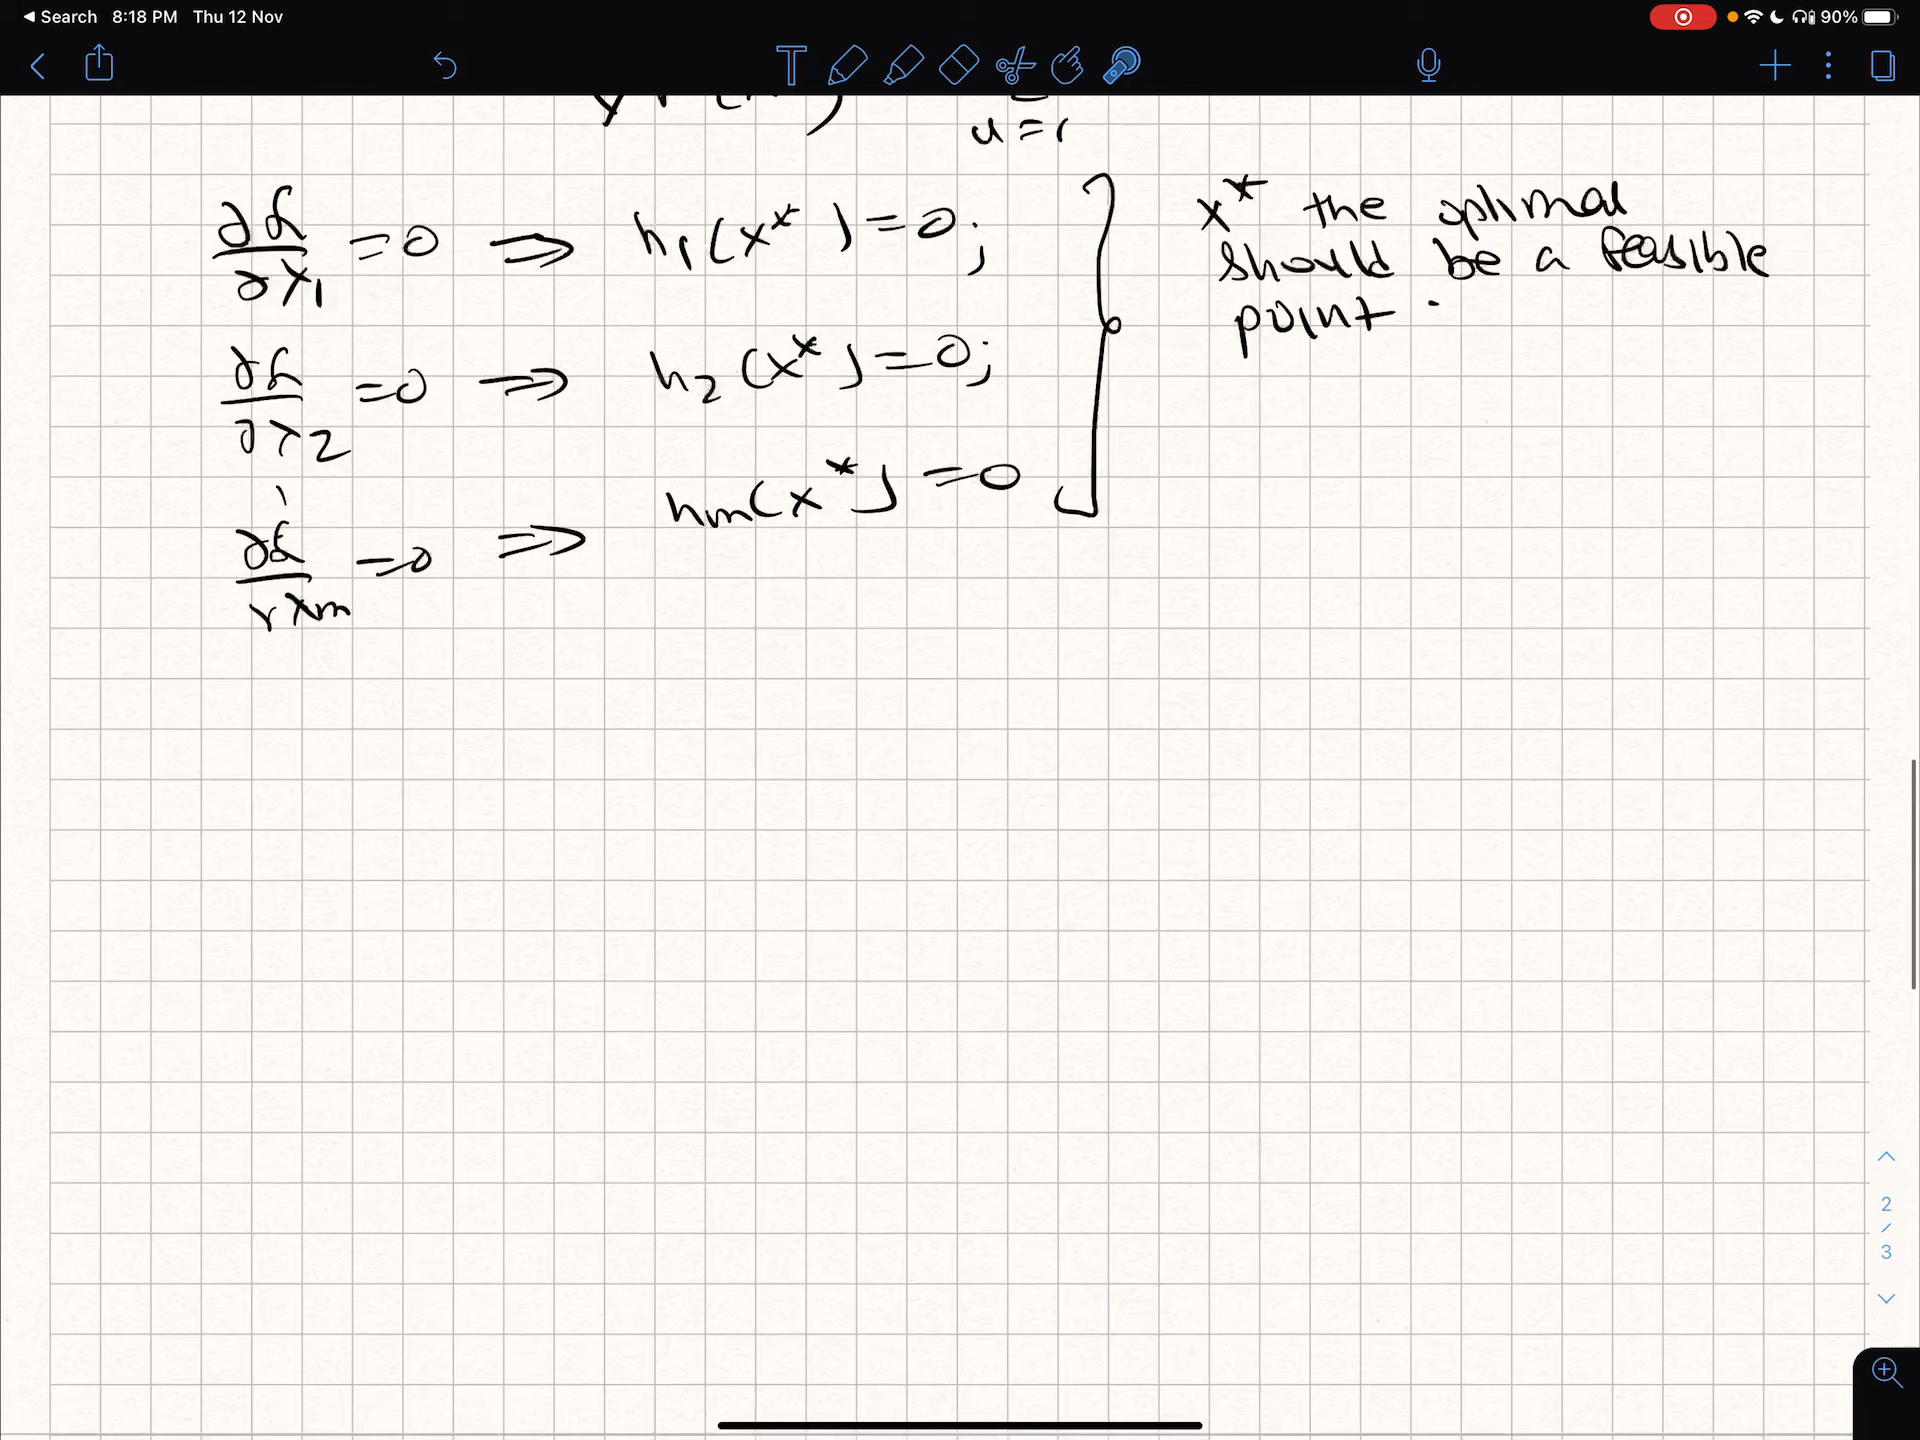 Search 8:18 PM Thu 12 Nov 90%
u = 1
∂L/∂λ1 = 0 ⇒ h1(x*) = 0;
x* the optimal
should be a feasible
point.
∂L/∂λ2 = 0 ⇒ h2(x*) = 0;
∂L/∂λm = 0 ⇒ hm(x*) = 0
2
/
3